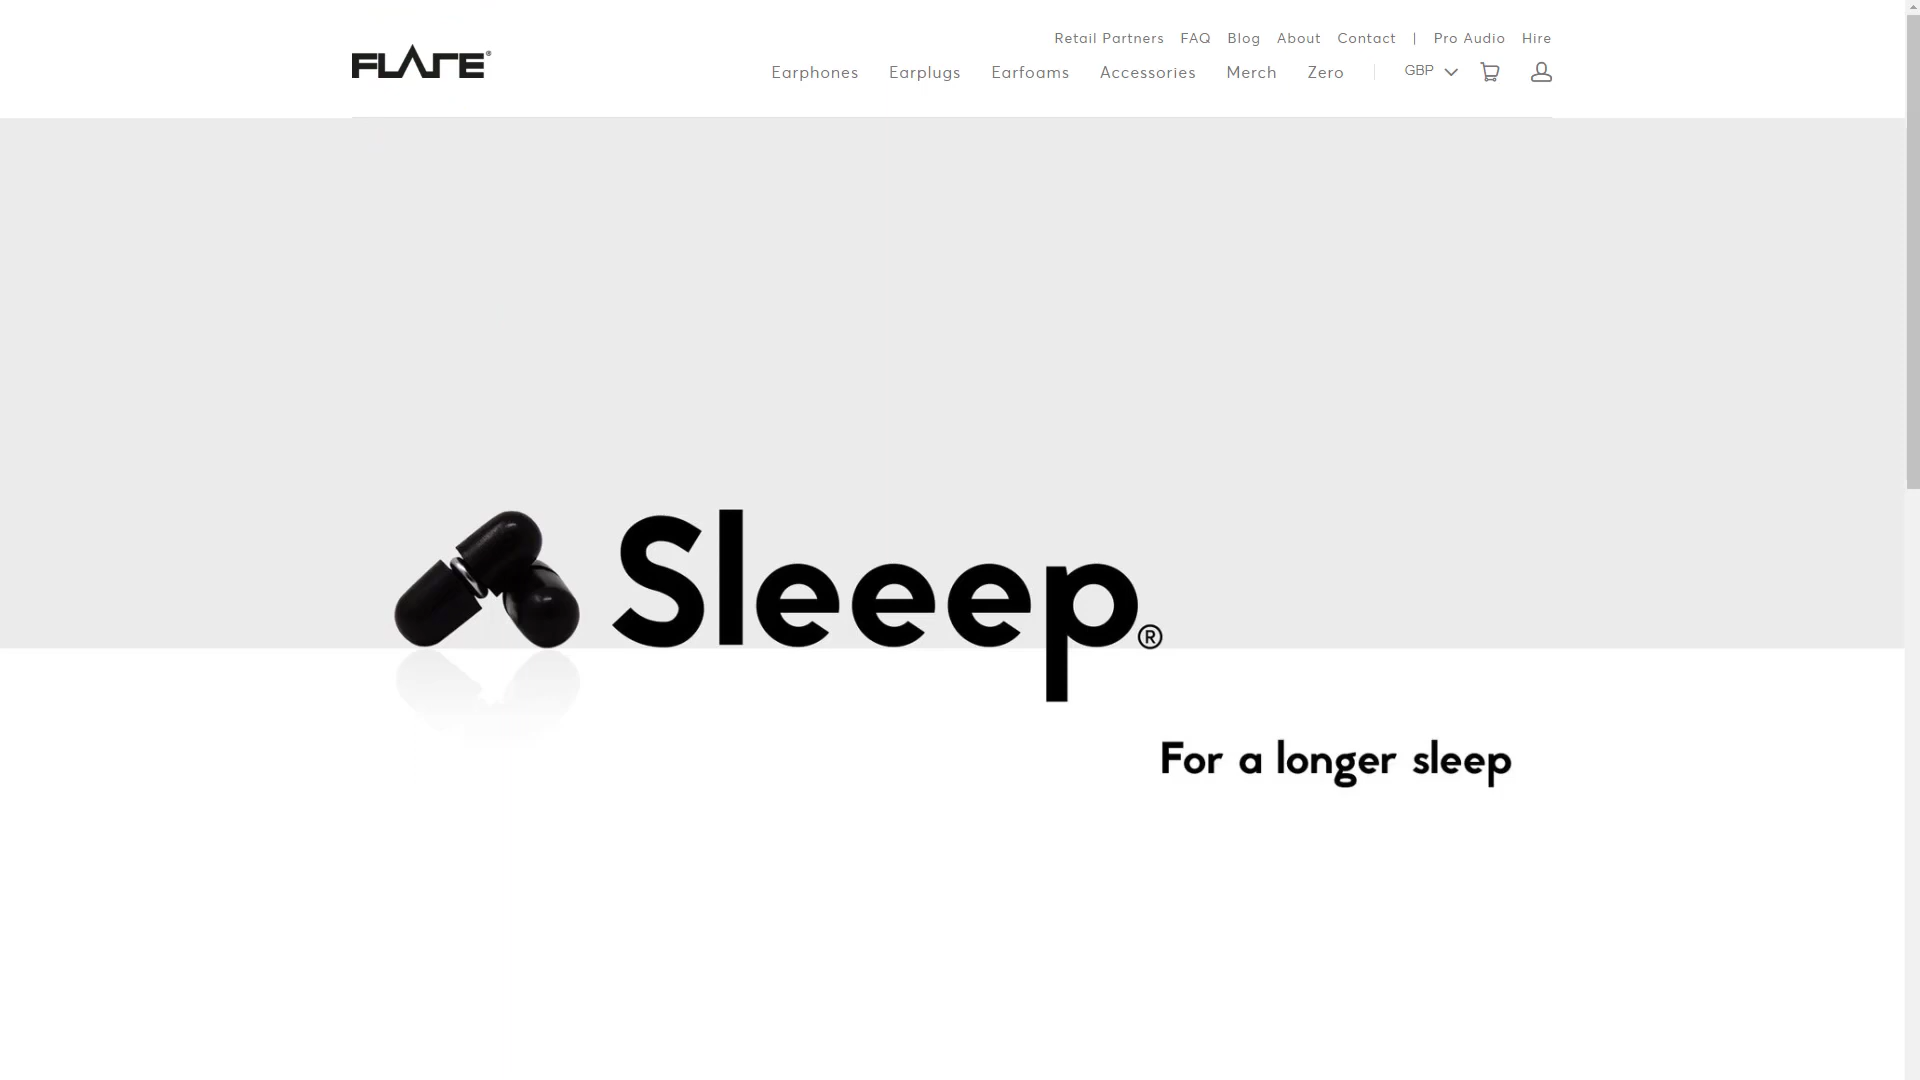 FLARE®
Retail Partners FAQ Blog About Contact | Pro Audio Hire
Earphones Earplugs Earfoams Accessories Merch Zero GBP
Sleeep®
For a longer sleep